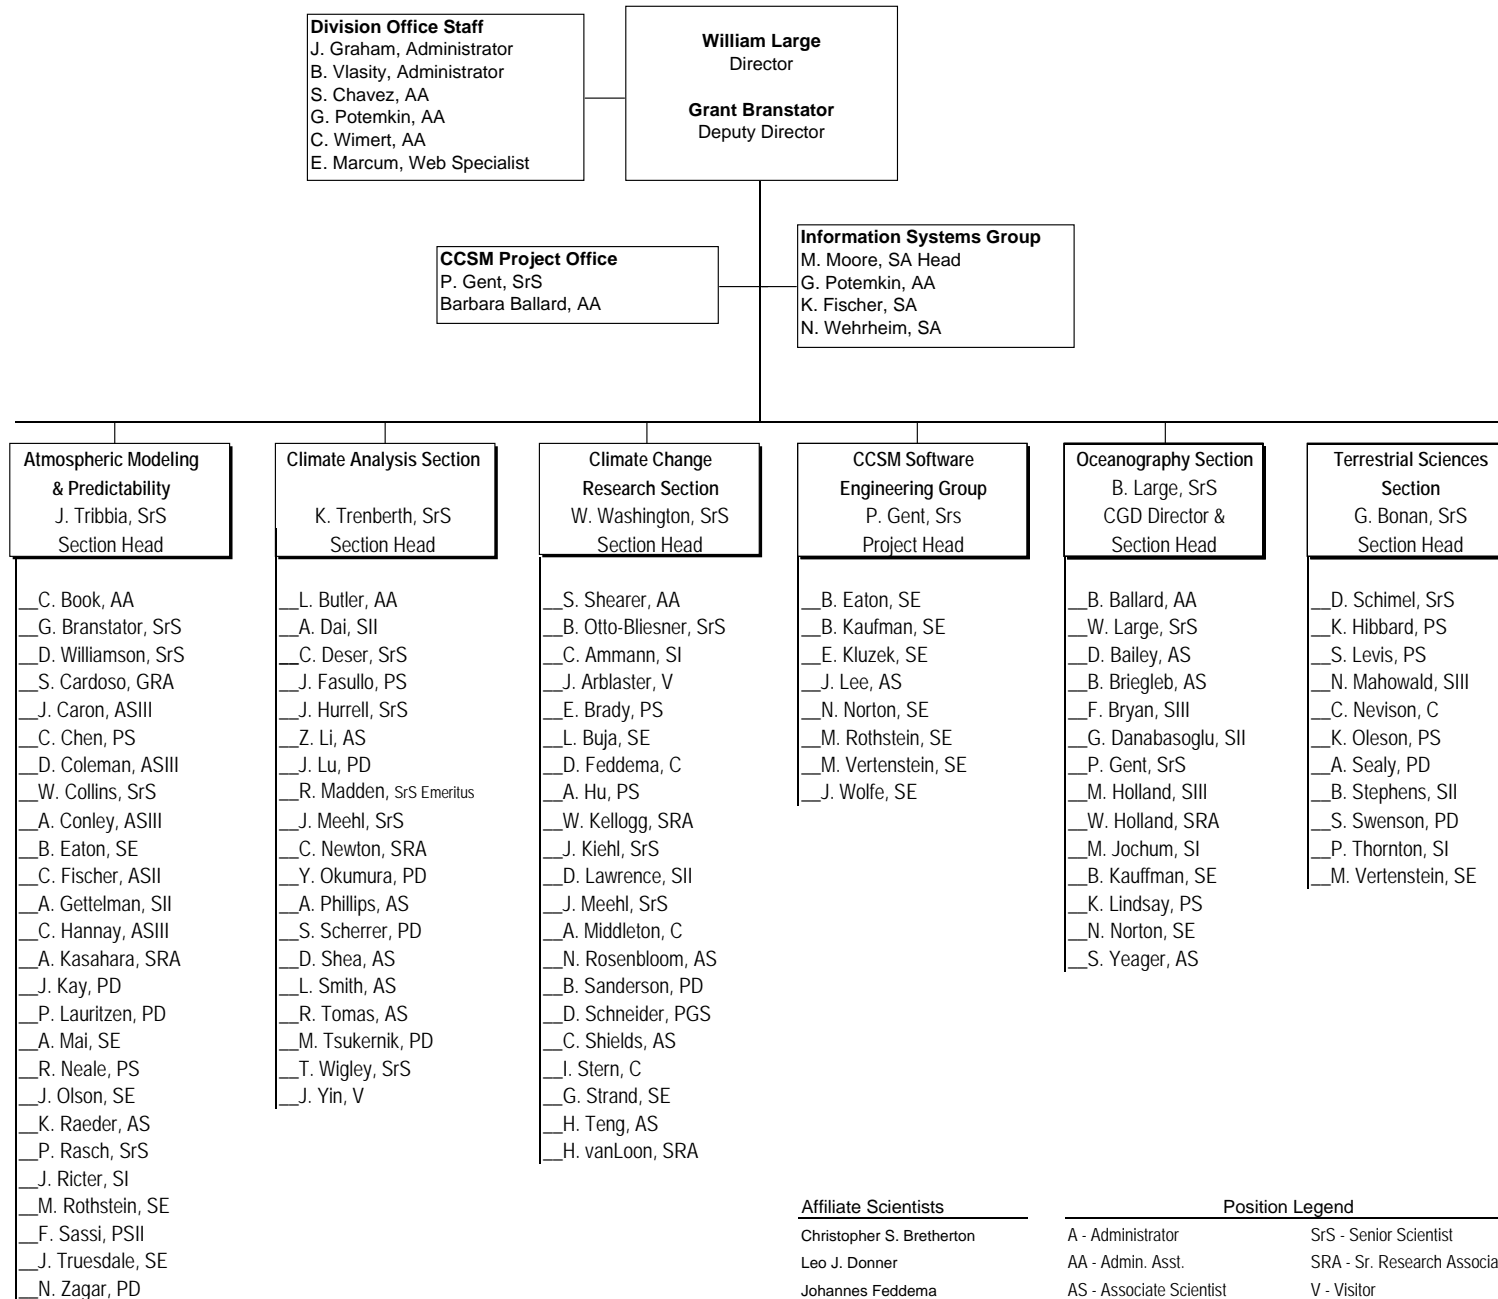 Division Office Staff
J. Graham, Administrator
B. Vlasity, Administrator
S. Chavez, AA
G. Potemkin, AA
C. Wimert, AA
E. Marcum, Web Specialist
William Large
Director
Grant Branstator
Deputy Director
CCSM Project Office
P. Gent, SrS
Barbara Ballard, AA
Information Systems Group
M. Moore, SA Head
G. Potemkin, AA
K. Fischer, SA
N. Wehrheim, SA
Atmospheric Modeling
& Predictability
J. Tribbia, SrS
Section Head
__C. Book, AA
__G. Branstator, SrS
__D. Williamson, SrS
__S. Cardoso, GRA
__J. Caron, ASIII
__C. Chen, PS
__D. Coleman, ASIII
__W. Collins, SrS
__A. Conley, ASIII
__B. Eaton, SE
__C. Fischer, ASII
__A. Gettelman, SII
__C. Hannay, ASIII
__A. Kasahara, SRA
__J. Kay, PD
__P. Lauritzen, PD
__A. Mai, SE
__R. Neale, PS
__J. Olson, SE
__K. Raeder, AS
__P. Rasch, SrS
__J. Ricter, SI
__M. Rothstein, SE
__F. Sassi, PSII
__J. Truesdale, SE
__N. Zagar, PD
Climate Analysis Section
K. Trenberth, SrS
Section Head
__L. Butler, AA
__A. Dai, SII
__C. Deser, SrS
__J. Fasullo, PS
__J. Hurrell, SrS
__Z. Li, AS
__J. Lu, PD
__R. Madden, SrS Emeritus
__J. Meehl, SrS
__C. Newton, SRA
__Y. Okumura, PD
__A. Phillips, AS
__S. Scherrer, PD
__D. Shea, AS
__L. Smith, AS
__R. Tomas, AS
__M. Tsukernik, PD
__T. Wigley, SrS
__J. Yin, V
Climate Change
Research Section
W. Washington, SrS
Section Head
__S. Shearer, AA
__B. Otto-Bliesner, SrS
__C. Ammann, SI
__J. Arblaster, V
__E. Brady, PS
__L. Buja, SE
__D. Feddema, C
__A. Hu, PS
__W. Kellogg, SRA
__J. Kiehl, SrS
__D. Lawrence, SII
__J. Meehl, SrS
__A. Middleton, C
__N. Rosenbloom, AS
__B. Sanderson, PD
__D. Schneider, PGS
__C. Shields, AS
__I. Stern, C
__G. Strand, SE
__H. Teng, AS
__H. vanLoon, SRA
CCSM Software
Engineering Group
P. Gent, Srs
Project Head
__B. Eaton, SE
__B. Kaufman, SE
__E. Kluzek, SE
__J. Lee, AS
__N. Norton, SE
__M. Rothstein, SE
__M. Vertenstein, SE
__J. Wolfe, SE
Oceanography Section
B. Large, SrS
CGD Director &
Section Head
__B. Ballard, AA
__W. Large, SrS
__D. Bailey, AS
__B. Briegleb, AS
__F. Bryan, SIII
__G. Danabasoglu, SII
__P. Gent, SrS
__M. Holland, SIII
__W. Holland, SRA
__M. Jochum, SI
__B. Kauffman, SE
__K. Lindsay, PS
__N. Norton, SE
__S. Yeager, AS
Terrestrial Sciences
Section
G. Bonan, SrS
Section Head
__D. Schimel, SrS
__K. Hibbard, PS
__S. Levis, PS
__N. Mahowald, SIII
__C. Nevison, C
__K. Oleson, PS
__A. Sealy, PD
__B. Stephens, SII
__S. Swenson, PD
__P. Thornton, SI
__M. Vertenstein, SE
Affiliate Scientists
Christopher S. Bretherton
Leo J. Donner
Johannes Feddema
Position Legend
A - Administrator
AA - Admin. Asst.
AS - Associate Scientist
SrS - Senior Scientist
SRA - Sr. Research Associa
V - Visitor